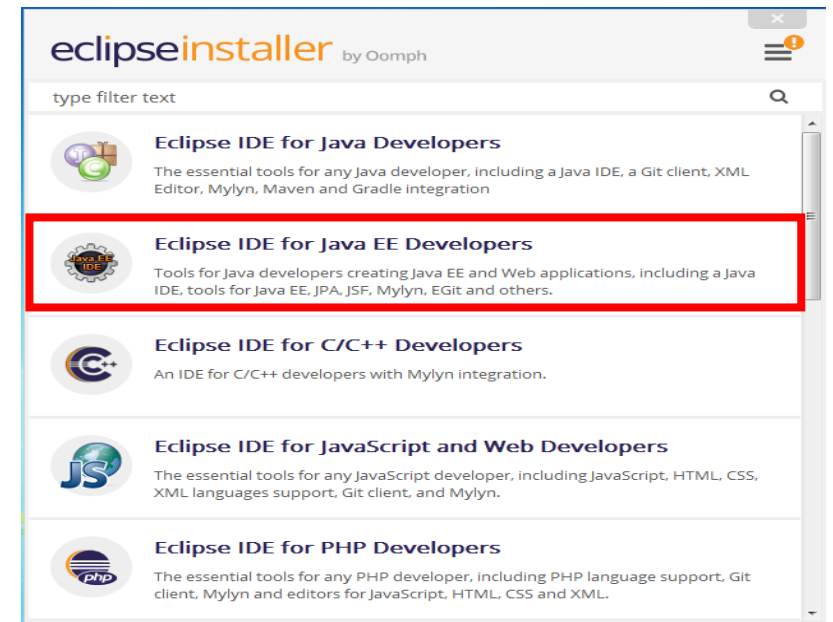 eclipseinstaller by Oomph
type filter text
Eclipse IDE for Java Developers
The essential tools for any Java developer, including a Java IDE, a Git client, XML
Editor, Mylyn, Maven and Gradle integration
Java EE
IDE
Eclipse IDE for Java EE Developers
Tools for Java developers creating Java EE and Web applications, including a Java
IDE, tools for Java EE, JPA, JSF, Mylyn, EGit and others.
C++
Eclipse IDE for C/C++ Developers
An IDE for C/C++ developers with Mylyn integration.
JS
Eclipse IDE for JavaScript and Web Developers
The essential tools for any JavaScript developer, including JavaScript, HTML, CSS,
XML languages support, Git client, and Mylyn.
php
Eclipse IDE for PHP Developers
The essential tools for any PHP developer, including PHP language support, Git
client, Mylyn and editors for JavaScript, HTML, CSS and XML.